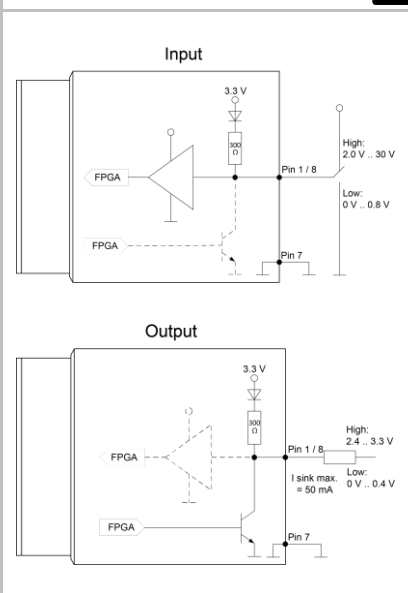 Input
3.3 V
300
Ω
High:
2.0 V .. 30 V
FPGA
Pin 1 / 8
Low:
0 V .. 0.8 V
FPGA
Pin 7
Output
3.3 V
300
Ω
High:
2.4 .. 3.3 V
Pin 1 / 8
FPGA
Low:
0 V .. 0.4 V
I sink max.
= 50 mA
FPGA
Pin 7